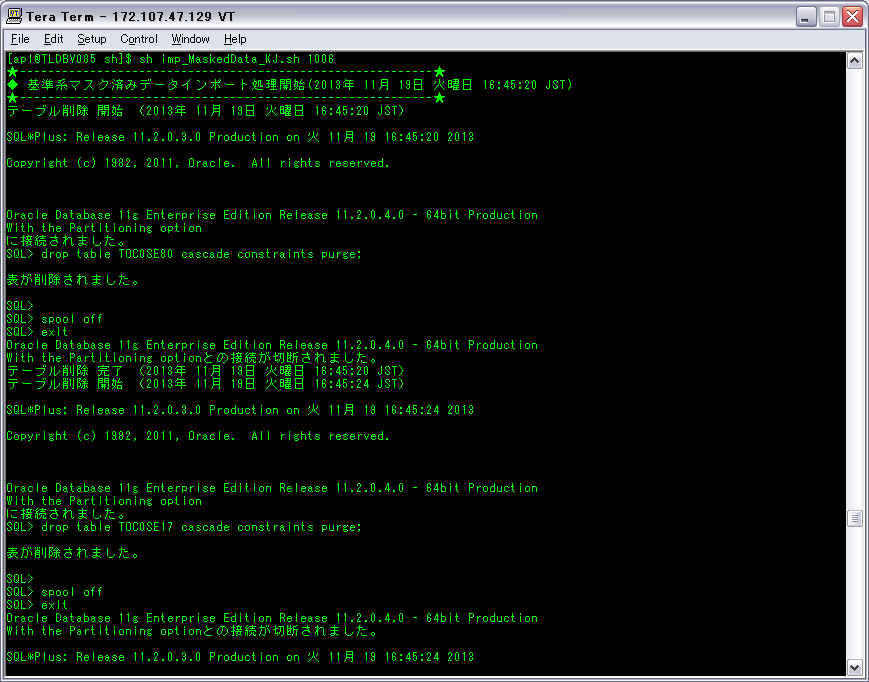 Tera Term - 172.107.47.129 VT
File Edit Setup Control Window Help
[apl@TLDBY085 sh]$ sh imp_MaskedData_KJ.sh 1006
★------------------------------------------------★
◆ 基準系マスク済みデータインポート処理開始(2013年 11月 19日 火曜日 16:45:20 JST)
★------------------------------------------------★
テーブル削除 開始 （2013年 11月 19日 火曜日 16:45:20 JST）
SQL*Plus: Release 11.2.0.3.0 Production on 火 11月 19 16:45:20 2013
Copyright (c) 1982, 2011, Oracle.  All rights reserved.
Oracle Database 11g Enterprise Edition Release 11.2.0.4.0 - 64bit Production
With the Partitioning option
に接続されました。
SQL> drop table TOCOSE80 cascade constraints purge;
表が削除されました。
SQL>
SQL> spool off
SQL> exit
Oracle Database 11g Enterprise Edition Release 11.2.0.4.0 - 64bit Production
With the Partitioning optionとの接続が切断されました。
テーブル削除 完了 （2013年 11月 19日 火曜日 16:45:20 JST）
テーブル削除 開始 （2013年 11月 19日 火曜日 16:45:24 JST）
SQL*Plus: Release 11.2.0.3.0 Production on 火 11月 19 16:45:24 2013
Copyright (c) 1982, 2011, Oracle.  All rights reserved.
Oracle Database 11g Enterprise Edition Release 11.2.0.4.0 - 64bit Production
With the Partitioning option
に接続されました。
SQL> drop table TOCOSE17 cascade constraints purge;
表が削除されました。
SQL>
SQL> spool off
SQL> exit
Oracle Database 11g Enterprise Edition Release 11.2.0.4.0 - 64bit Production
With the Partitioning optionとの接続が切断されました。
SQL*Plus: Release 11.2.0.3.0 Production on 火 11月 19 16:45:24 2013